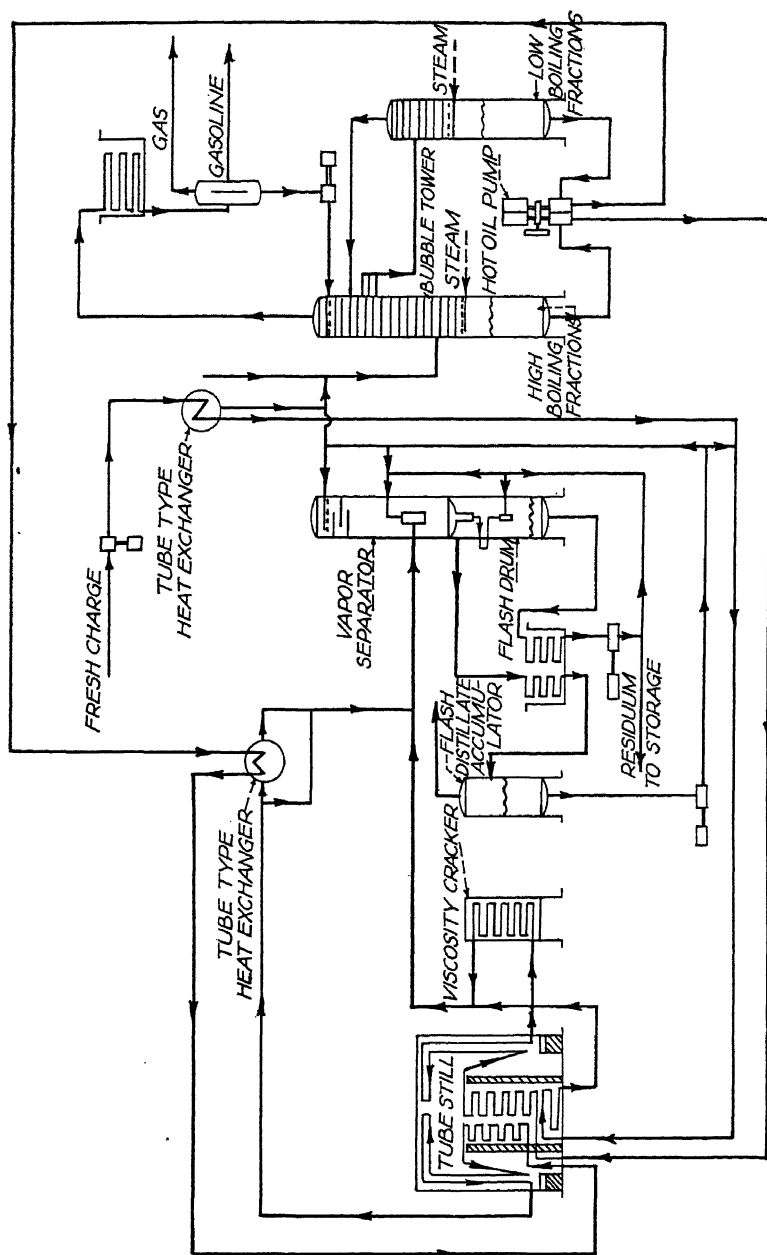 FRESH CHARGE
TUBE TYPE
HEAT EXCHANGER
TUBE TYPE
HEAT EXCHANGER
GAS
GASOLINE
STEAM
LOW
BOILING
FRACTIONS
BUBBLE TOWER
STEAM
HOT OIL PUMP
HIGH
BOILING
FRACTIONS
VAPOR
SEPARATOR
FLASH DRUM
FLASH
DISTILLATE
ACCUMU-
LATOR
RESIDUUM
TO STORAGE
VISCOSITY CRACKER
TUBE STILL